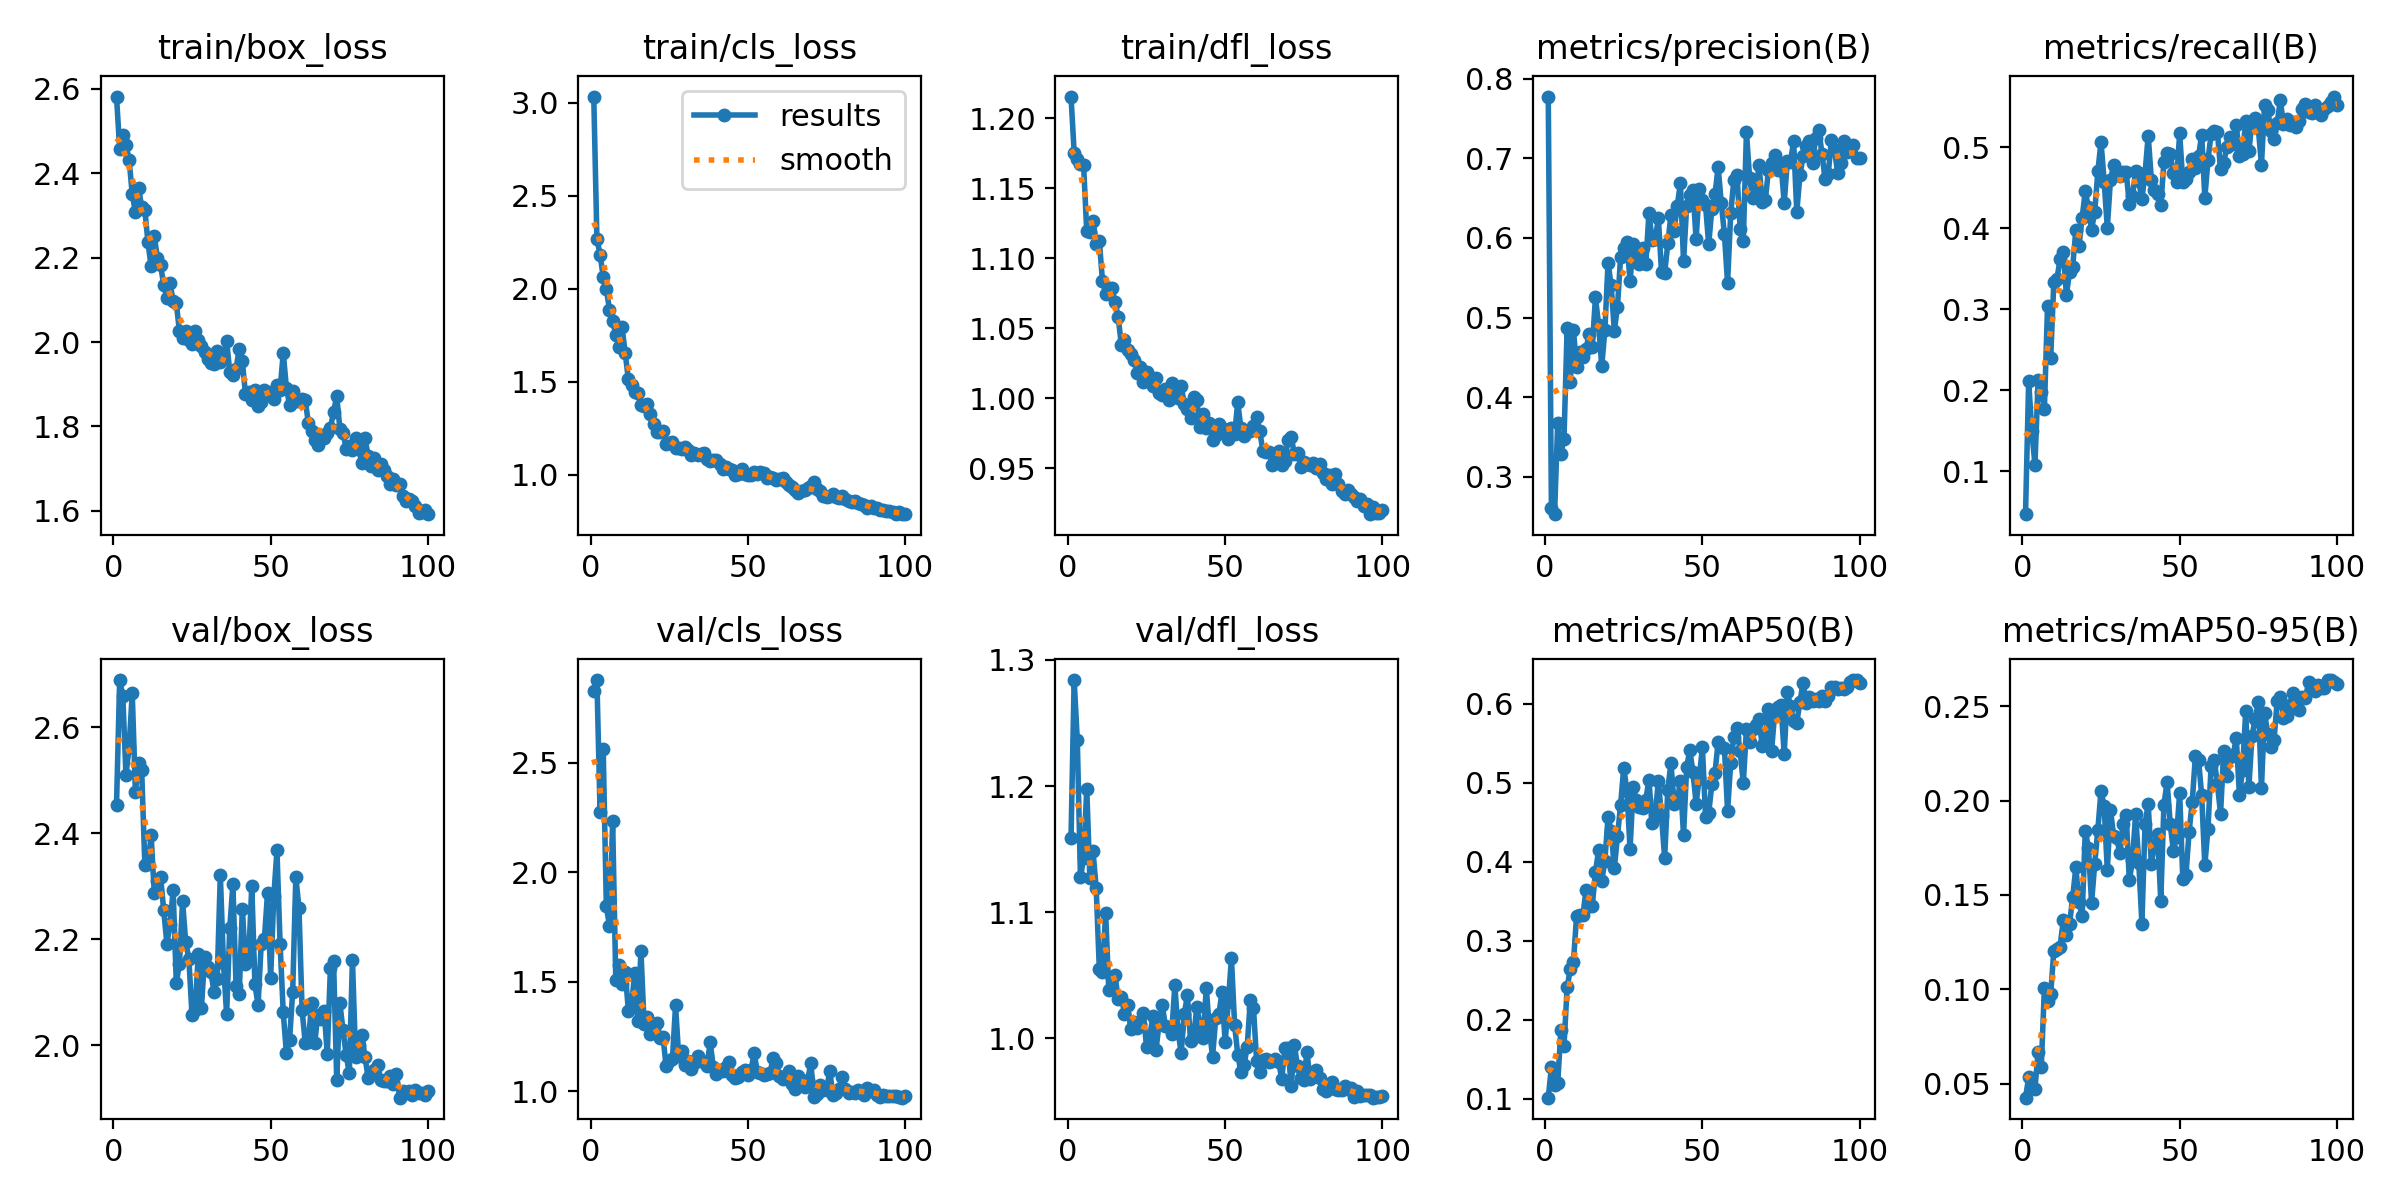 train/box_loss
2.6
2.4
2.2
2.0
1.8
1.6
0 50 100
train/cls_loss
results
smooth
3.0
2.5
2.0
1.5
1.0
0 50 100
train/dfl_loss
1.20
1.15
1.10
1.05
1.00
0.95
0 50 100
metrics/precision(B)
0.8
0.7
0.6
0.5
0.4
0.3
0 50 100
metrics/recall(B)
0.5
0.4
0.3
0.2
0.1
0 50 100
val/box_loss
2.6
2.4
2.2
2.0
0 50 100
val/cls_loss
2.5
2.0
1.5
1.0
0 50 100
val/dfl_loss
1.3
1.2
1.1
1.0
0 50 100
metrics/mAP50(B)
0.6
0.5
0.4
0.3
0.2
0.1
0 50 100
metrics/mAP50-95(B)
0.25
0.20
0.15
0.10
0.05
0 50 100